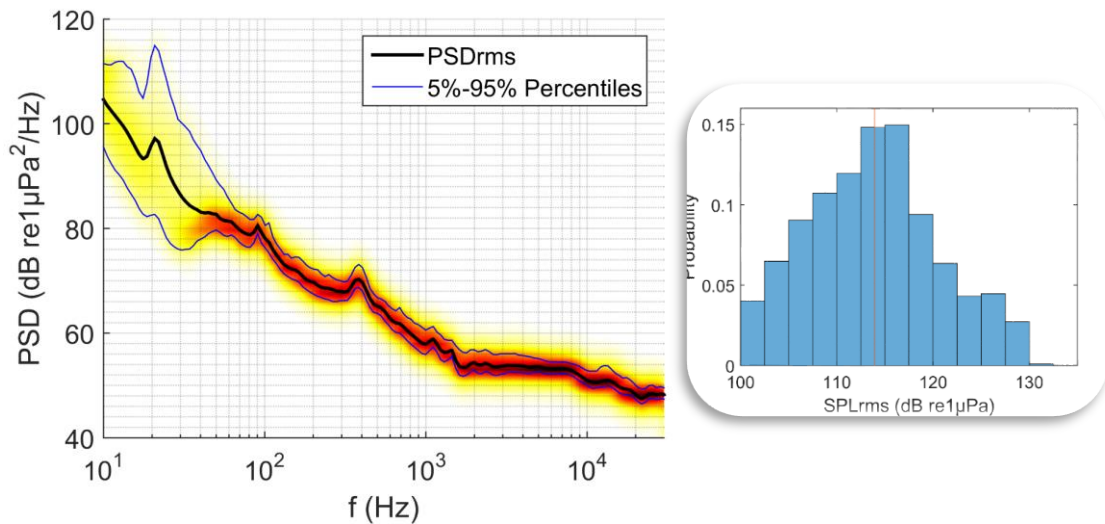 120
100
80
60
40
PSD (dB re1µPa²/Hz)
PSDrms
5%-95% Percentiles
10¹ 10² 10³ 10⁴
f (Hz)
0.15
0.1
0.05
0
Probability
100 110 120 130
SPLrms (dB re1µPa)